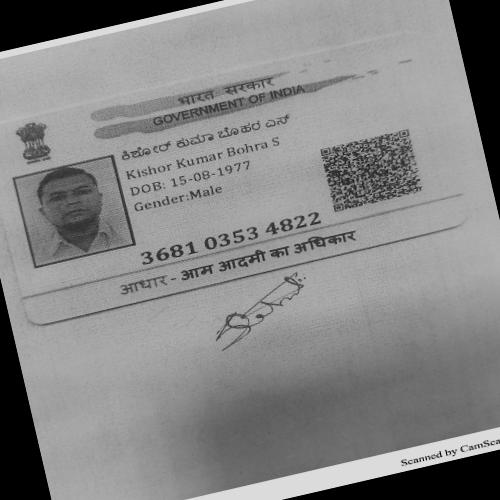 भारत सरकार
GOVERNMENT OF INDIA
ಕಿಶೋರ್ ಕುಮಾ ಬೊಹರ ಎಸ್
Kishor Kumar Bohra S
DOB: 15-08-1977
Gender:Male
3681 0353 4822
आधार - आम आदमी का अधिकार
Scanned by CamSca